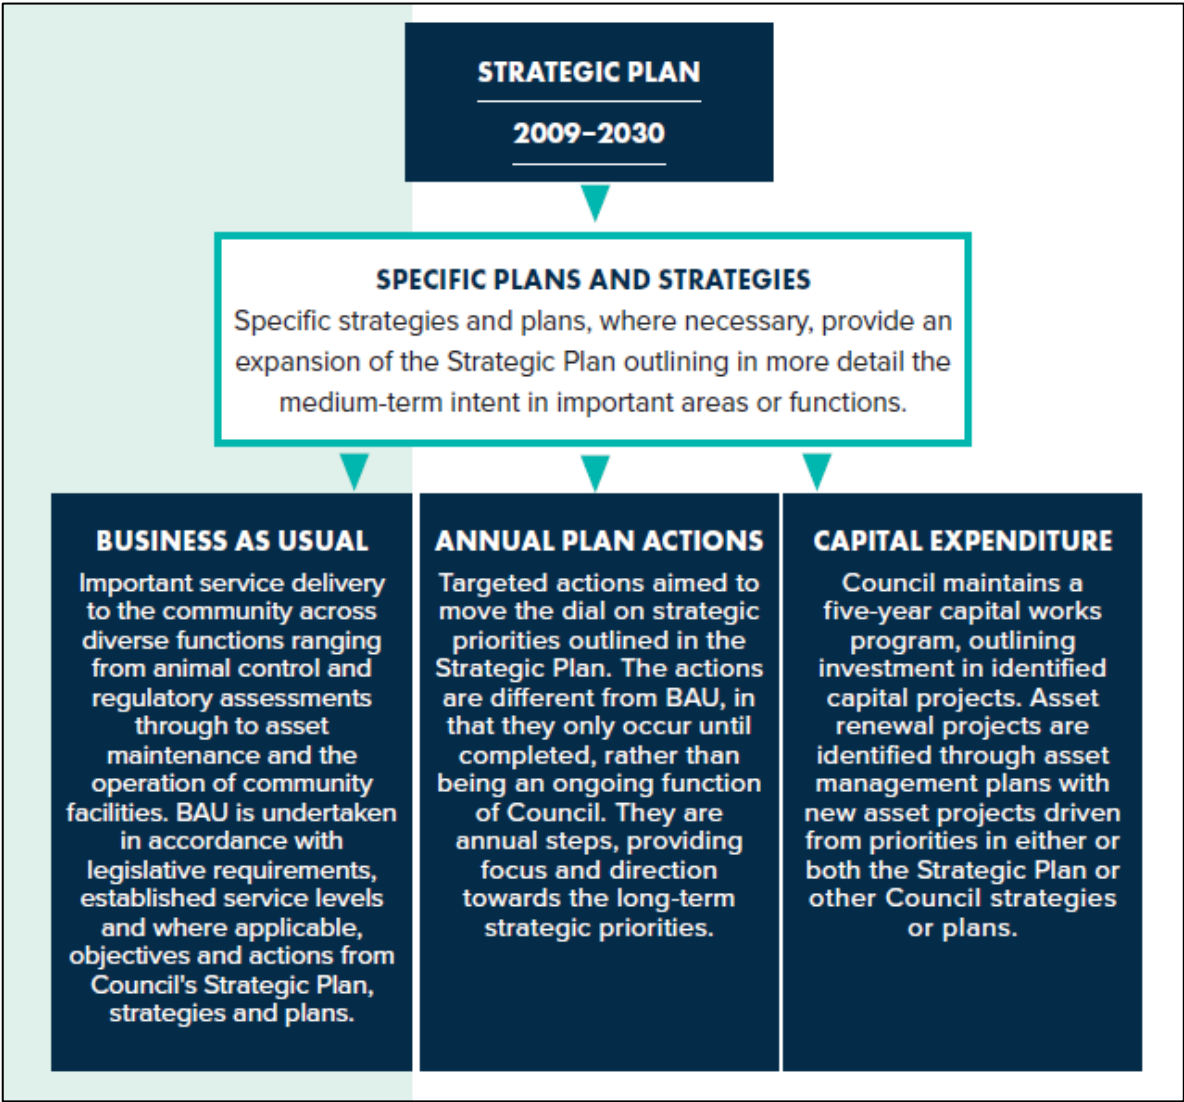 STRATEGIC PLAN
2009–2030
SPECIFIC PLANS AND STRATEGIES
Specific strategies and plans, where necessary, provide an
expansion of the Strategic Plan outlining in more detail the
medium-term intent in important areas or functions.
BUSINESS AS USUAL
Important service delivery
to the community across
diverse functions ranging
from animal control and
regulatory assessments
through to asset
maintenance and the
operation of community
facilities. BAU is undertaken
in accordance with
legislative requirements,
established service levels
and where applicable,
objectives and actions from
Council's Strategic Plan,
strategies and plans.
ANNUAL PLAN ACTIONS
Targeted actions aimed to
move the dial on strategic
priorities outlined in the
Strategic Plan. The actions
are different from BAU, in
that they only occur until
completed, rather than
being an ongoing function
of Council. They are
annual steps, providing
focus and direction
towards the long-term
strategic priorities.
CAPITAL EXPENDITURE
Council maintains a
five-year capital works
program, outlining
investment in identified
capital projects. Asset
renewal projects are
identified through asset
management plans with
new asset projects driven
from priorities in either or
both the Strategic Plan or
other Council strategies
or plans.